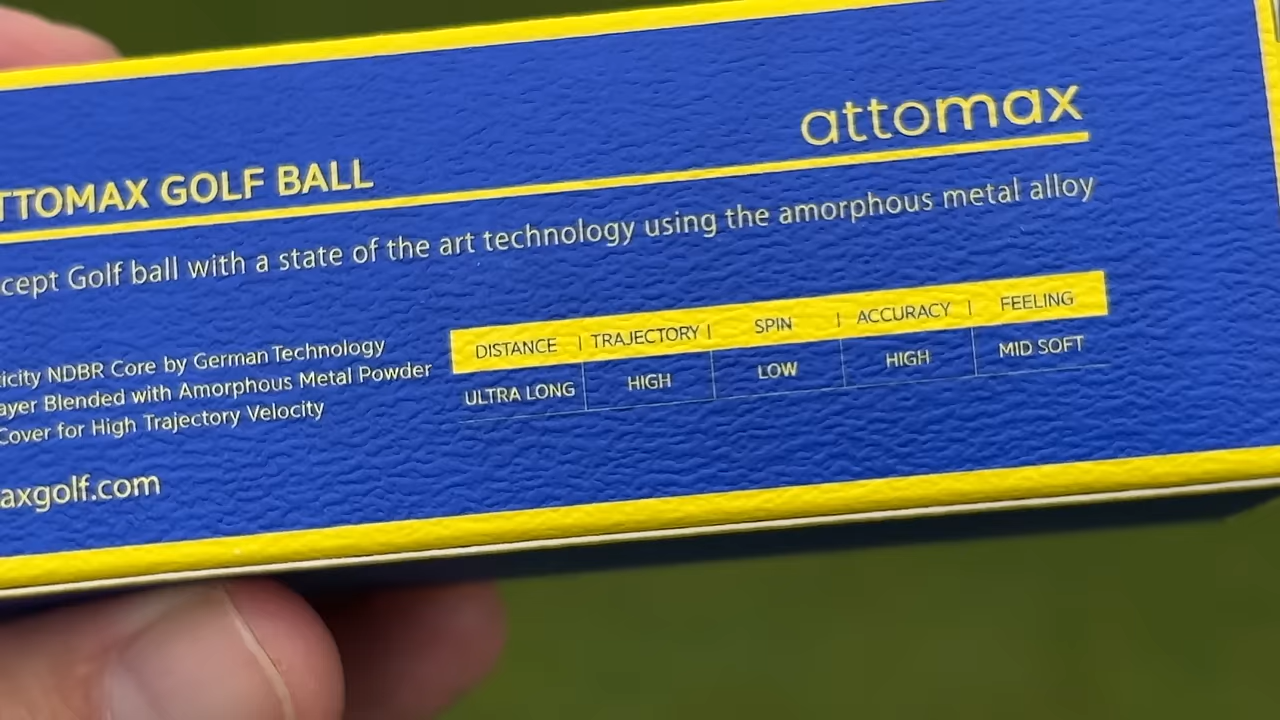 attomax
TTOMAX GOLF BALL
cept Golf ball with a state of the art technology using the amorphous metal alloy
icity NDBR Core by German Technology
ayer Blended with Amorphous Metal Powder
Cover for High Trajectory Velocity
DISTANCE | TRAJECTORY | SPIN | ACCURACY | FEELING
ULTRA LONG HIGH LOW HIGH MID SOFT
axgolf.com